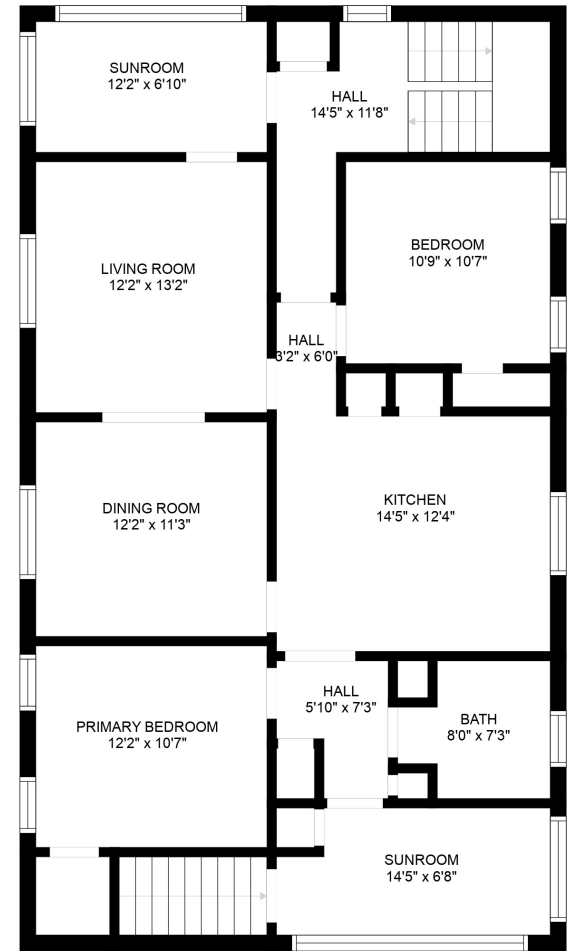 SUNROOM
12'2" x 6'10"
HALL
14'5" x 11'8"
LIVING ROOM
12'2" x 13'2"
BEDROOM
10'9" x 10'7"
HALL
3'2" x 6'0"
DINING ROOM
12'2" x 11'3"
KITCHEN
14'5" x 12'4"
PRIMARY BEDROOM
12'2" x 10'7"
HALL
5'10" x 7'3"
BATH
8'0" x 7'3"
SUNROOM
14'5" x 6'8"